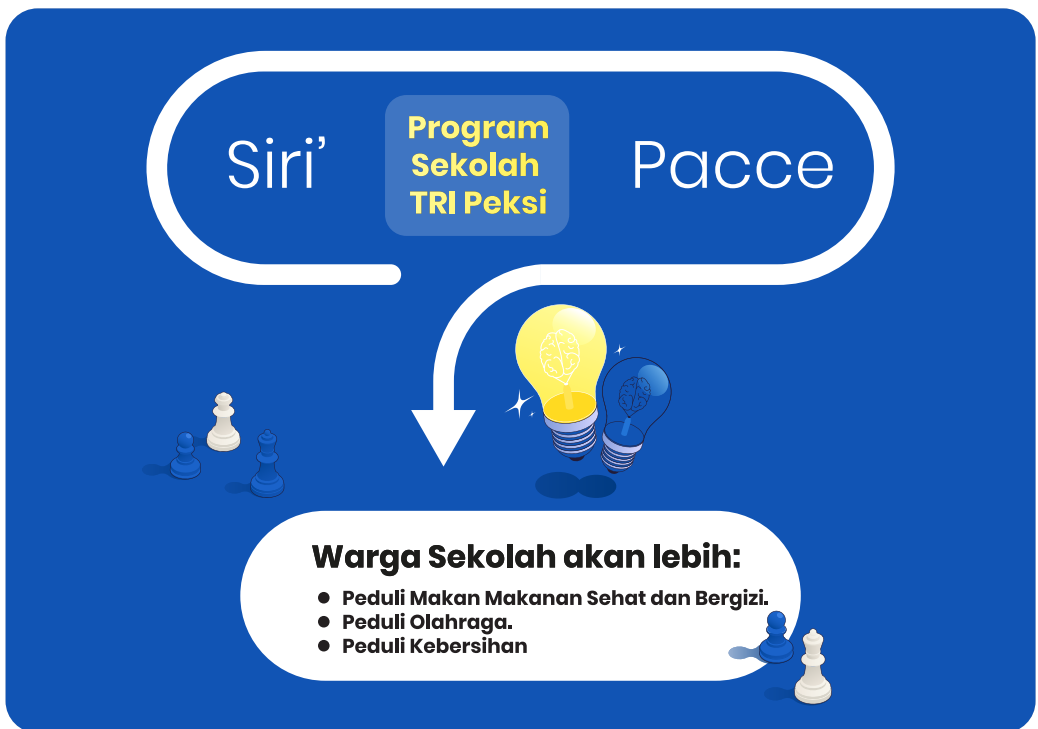 Siri’
Program
Sekolah
TRI Peksi
Pacce
Warga Sekolah akan lebih:
● Peduli Makan Makanan Sehat dan Bergizi.
● Peduli Olahraga.
● Peduli Kebersihan